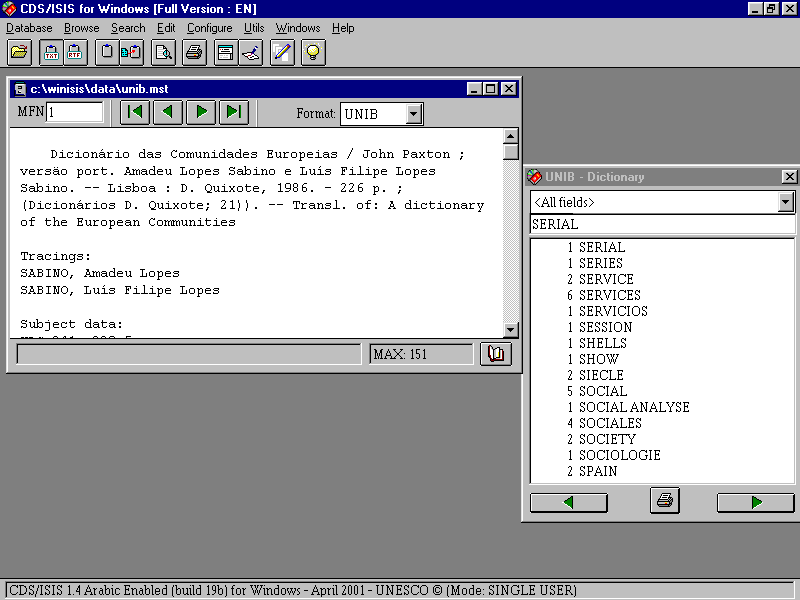 CDS/ISIS for Windows [Full Version : EN]
Database Browse Search Edit Configure Utils Windows Help
TXT RTF
c:\winisis\data\unib.mst
MFN 1 Format: UNIB
Dicionário das Comunidades Europeias / John Paxton ;
versäo port. Amadeu Lopes Sabino e Luís Filipe Lopes
Sabino. -- Lisboa : D. Quixote, 1986. - 226 p. ;
(Dicionários D. Quixote; 21)). -- Transl. of: A dictionary
of the European Communities
Tracings:
SABINO, Amadeu Lopes
SABINO, Luís Filipe Lopes
Subject data:
MAX: 151
UNIB - Dictionary
<All fields>
SERIAL
1 SERIAL
1 SERIES
2 SERVICE
6 SERVICES
1 SERVICIOS
1 SESSION
1 SHELLS
1 SHOW
2 SIECLE
5 SOCIAL
1 SOCIAL ANALYSE
4 SOCIALES
2 SOCIETY
1 SOCIOLOGIE
2 SPAIN
CDS/ISIS 1.4 Arabic Enabled (build 19b) for Windows - April 2001 - UNESCO © (Mode: SINGLE USER)